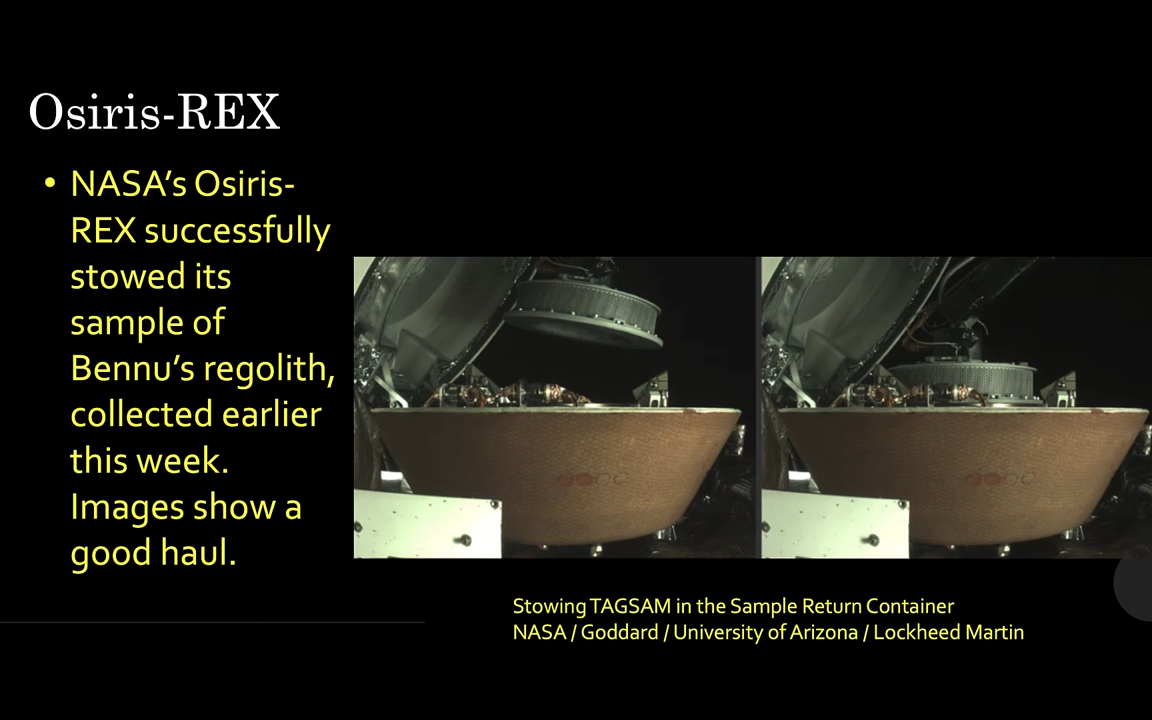 Osiris-REX
• NASA’s Osiris-
REX successfully
stowed its
sample of
Bennu’s regolith,
collected earlier
this week.
Images show a
good haul.
Stowing TAGSAM in the Sample Return Container
NASA / Goddard / University of Arizona / Lockheed Martin